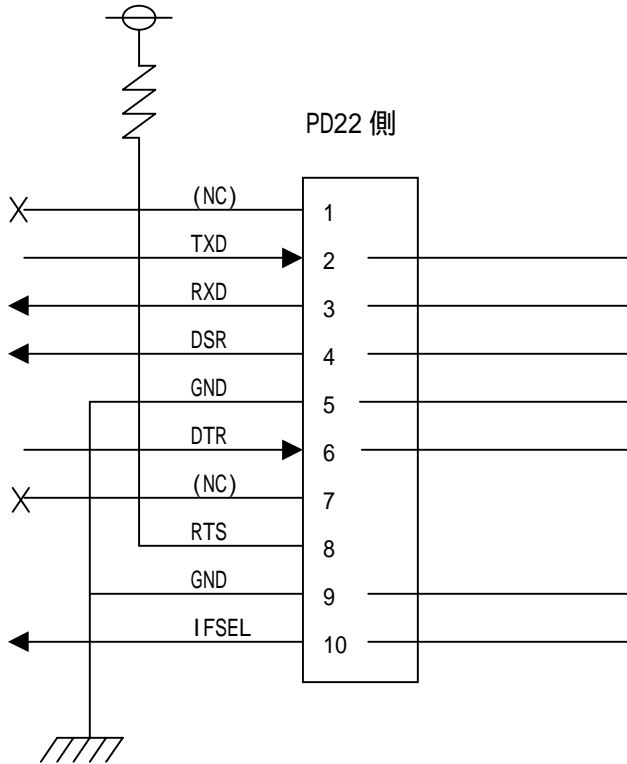 PD22 側
(NC) 1
TXD 2
RXD 3
DSR 4
GND 5
DTR 6
(NC) 7
RTS 8
GND 9
IFSEL 10